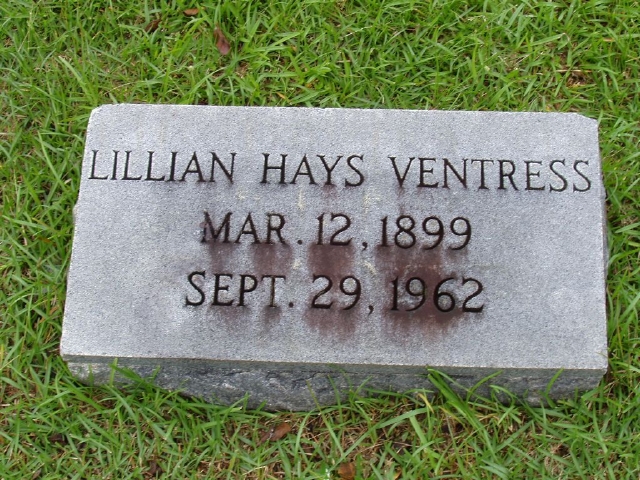 LILLIAN HAYS VENTRESS
MAR. 12, 1899
SEPT. 29, 1962